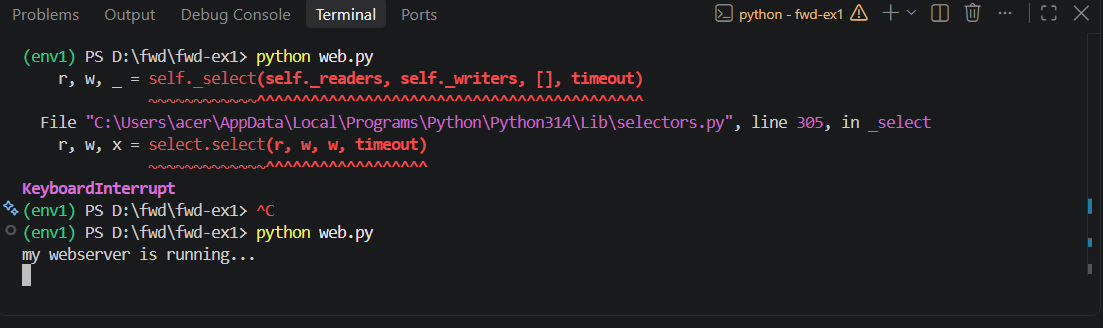 Problems Output Debug Console Terminal Ports python - fwd-ex1
(env1) PS D:\fwd\fwd-ex1> python web.py
    r, w, _ = self._select(self._readers, self._writers, [], timeout)
              ~~~~~~~~~~~~^^^^^^^^^^^^^^^^^^^^^^^^^^^^^^^^^^^^^^^^^^^
  File "C:\Users\acer\AppData\Local\Programs\Python\Python314\Lib\selectors.py", line 305, in _select
    r, w, x = select.select(r, w, w, timeout)
              ~~~~~~~~~~~~~^^^^^^^^^^^^^^^^^^
KeyboardInterrupt
(env1) PS D:\fwd\fwd-ex1> ^C
(env1) PS D:\fwd\fwd-ex1> python web.py
my webserver is running...